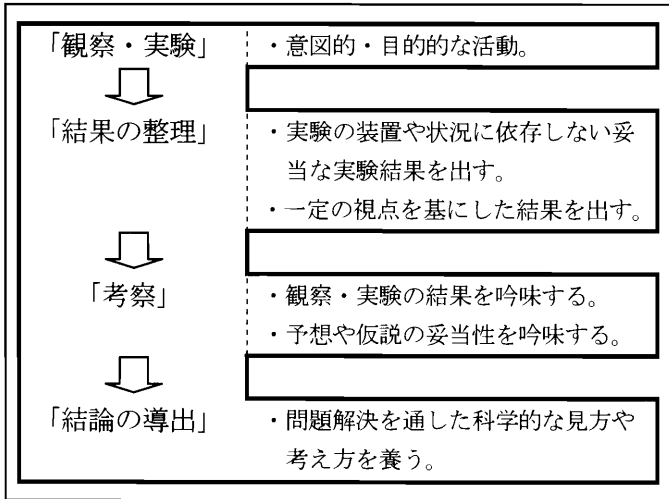 「観察・実験」
・意図的・目的的な活動。
「結果の整理」
・実験の装置や状況に依存しない妥
当な実験結果を出す。
・一定の視点を基にした結果を出す。
「考察」
・観察・実験の結果を吟味する。
・予想や仮説の妥当性を吟味する。
「結論の導出」
・問題解決を通した科学的な見方や
考え方を養う。